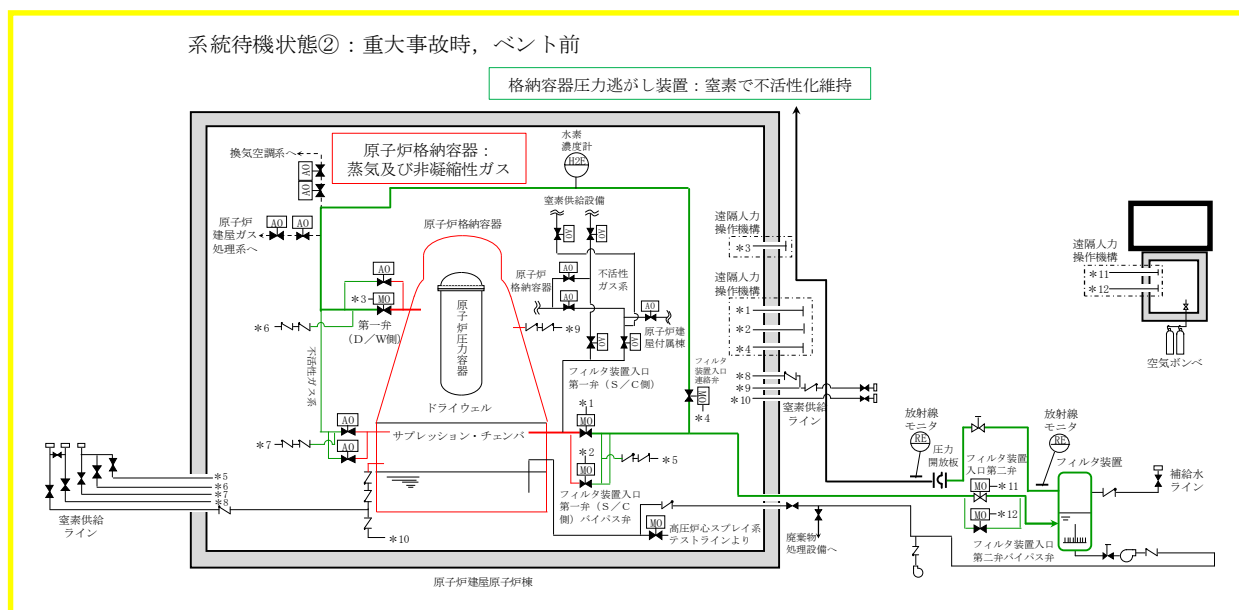 系統待機状態②：重大事故時，ベント前
格納容器圧力逃がし装置：窒素で不活性化維持
水素
濃度計
H2E
換気空調系へ
AO
AO
原子炉格納容器：
蒸気及び非凝縮性ガス
窒素供給設備
原子炉
建屋ガス
処理系へ
AO
AO
原子炉格納容器
遠隔人力
操作機構
＊3
遠隔人力
操作機構
＊11
＊12
AO
＊3
MO
第一弁
（D／W側）
＊6
原子炉圧力容器
原子炉
格納容器
AO
AO
不活性
ガス系
AO
原子炉建
屋付属棟
＊9
遠隔人力
操作機構
＊1
＊2
＊4
空気ボンベ
不活性ガス系
ドライウェル
フィルタ装置入口
第一弁（S／C側）
フィルタ
装置入口
連絡弁
MO
＊4
＊8
＊9
＊10
窒素供給
ライン
＊7
AO
AO
サプレッション・チェンバ
＊1
MO
＊2
MO
＊5
フィルタ装置入口
第一弁（S／C
側）バイパス弁
放射線
モニタ
RE
圧力
開放板
放射線
モニタ
RE
フィルタ装置
入口第二弁
MO
＊11
MO
＊12
フィルタ装置入口
第二弁バイパス弁
フィルタ装置
補給水
ライン
＊5
＊6
＊7
＊8
窒素供給
ライン
＊10
MO
高圧炉心スプレイ系
テストラインより
廃棄物
処理設備へ
原子炉建屋原子炉棟